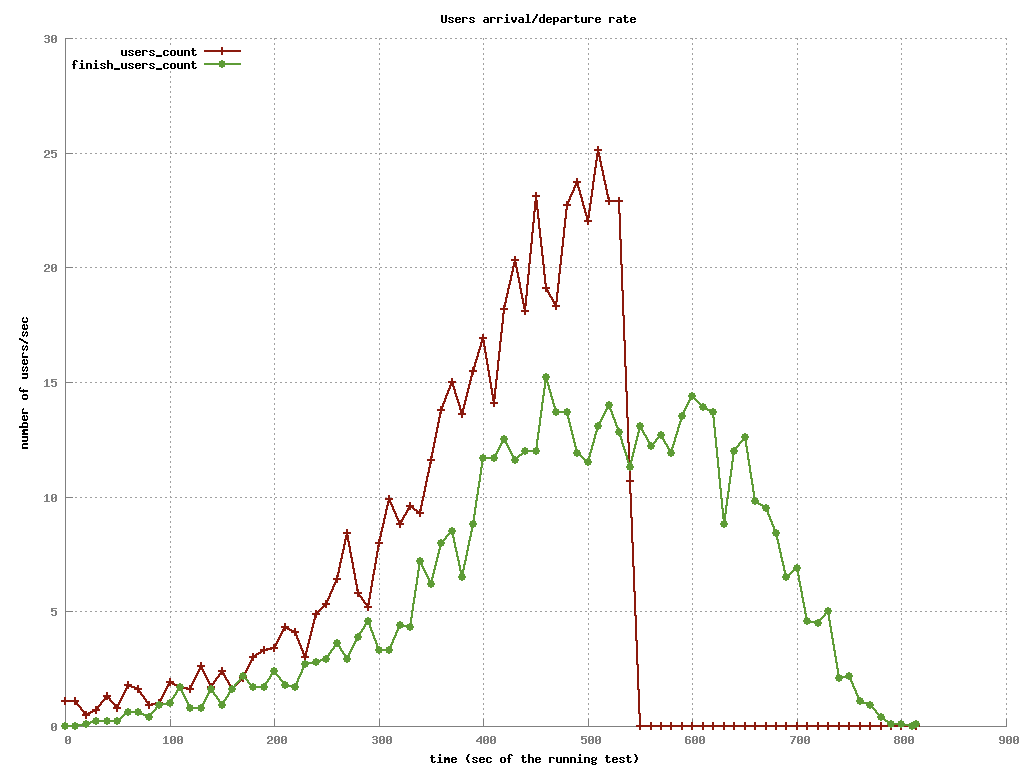 Users arrival/departure rate
users_count
finish_users_count
number of users/sec
30
25
20
15
10
5
0
0 100 200 300 400 500 600 700 800 900
time (sec of the running test)